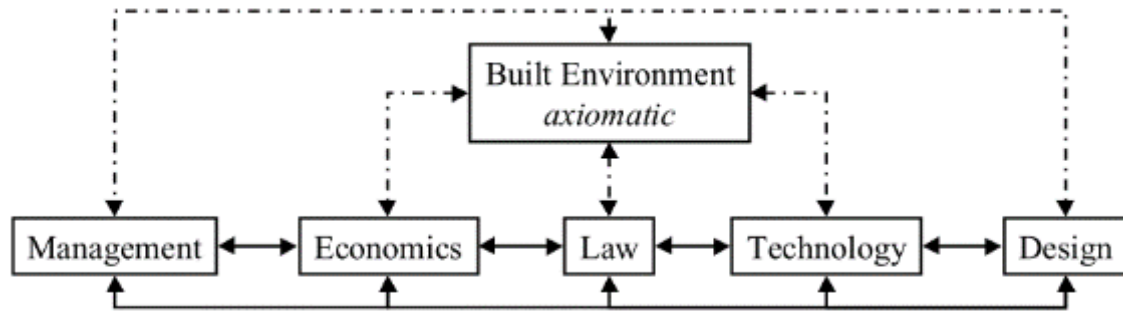 Built Environment
axiomatic
Management
Economics
Law
Technology
Design